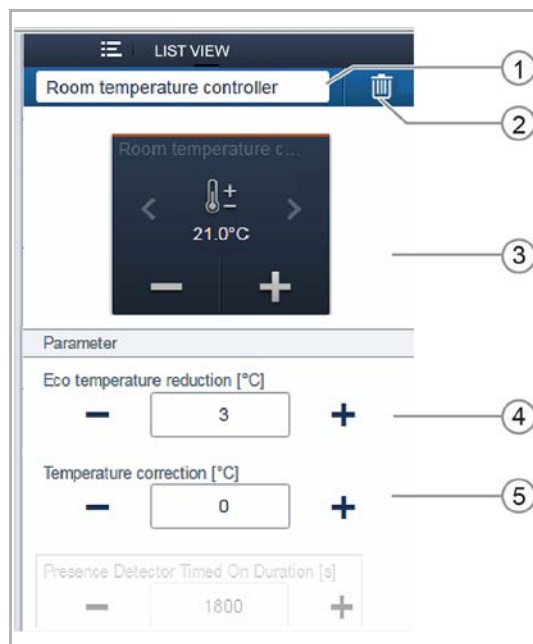 LIST VIEW
Room temperature controller
1
2
Room temperature c...
21.0°C
3
Parameter
Eco temperature reduction [°C]
3
4
Temperature correction [°C]
0
5
Presence Detector Timed On Duration [s]
1800